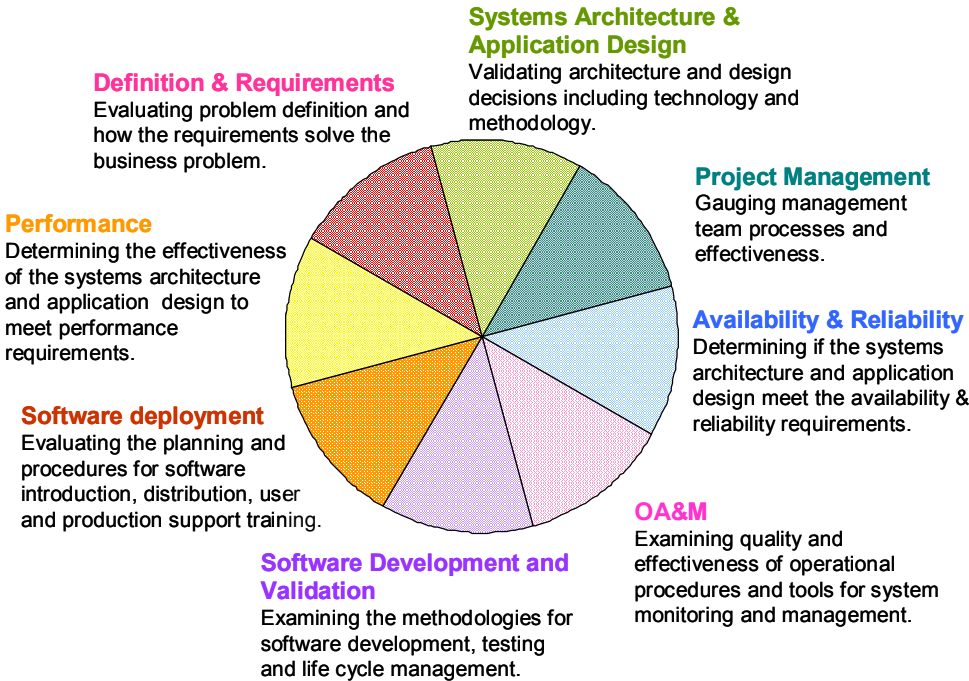 Systems Architecture &
Application Design
Validating architecture and design
decisions including technology and
methodology.
Definition & Requirements
Evaluating problem definition and
how the requirements solve the
business problem.
Project Management
Gauging management
team processes and
effectiveness.
Performance
Determining the effectiveness
of the systems architecture
and application design to
meet performance
requirements.
Availability & Reliability
Determining if the systems
architecture and application
design meet the availability &
reliability requirements.
Software deployment
Evaluating the planning and
procedures for software
introduction, distribution, user
and production support training.
OA&M
Examining quality and
effectiveness of operational
procedures and tools for system
monitoring and management.
Software Development and
Validation
Examining the methodologies for
software development, testing
and life cycle management.